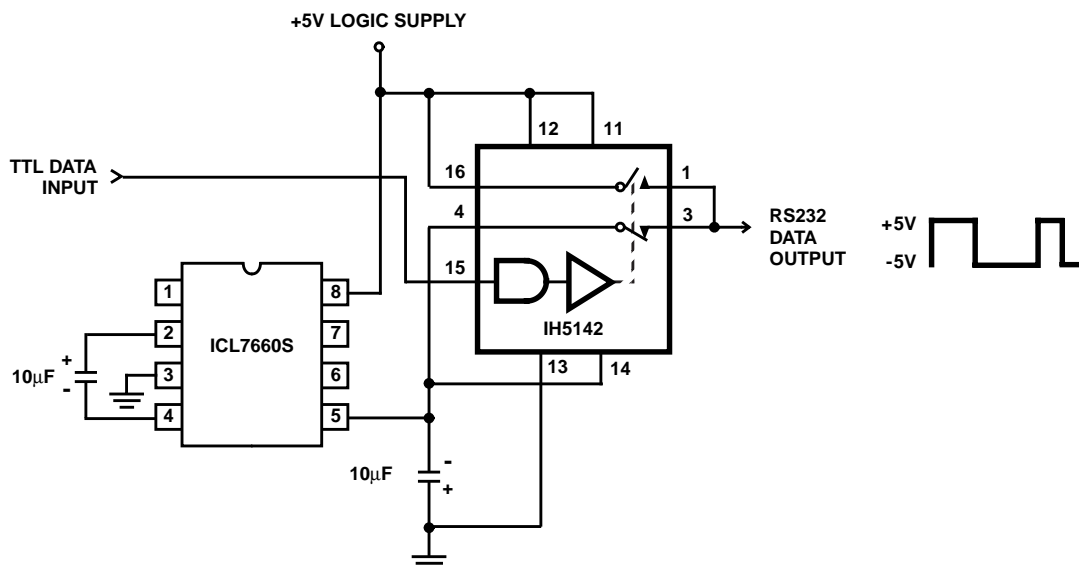 +5V LOGIC SUPPLY
12
11
TTL DATA
INPUT
16
1
4
3
RS232
DATA
OUTPUT
+5V
-5V
15
IH5142
13
14
1
2
3
4
8
7
6
5
ICL7660S
+
10μF
-
10μF
-
+